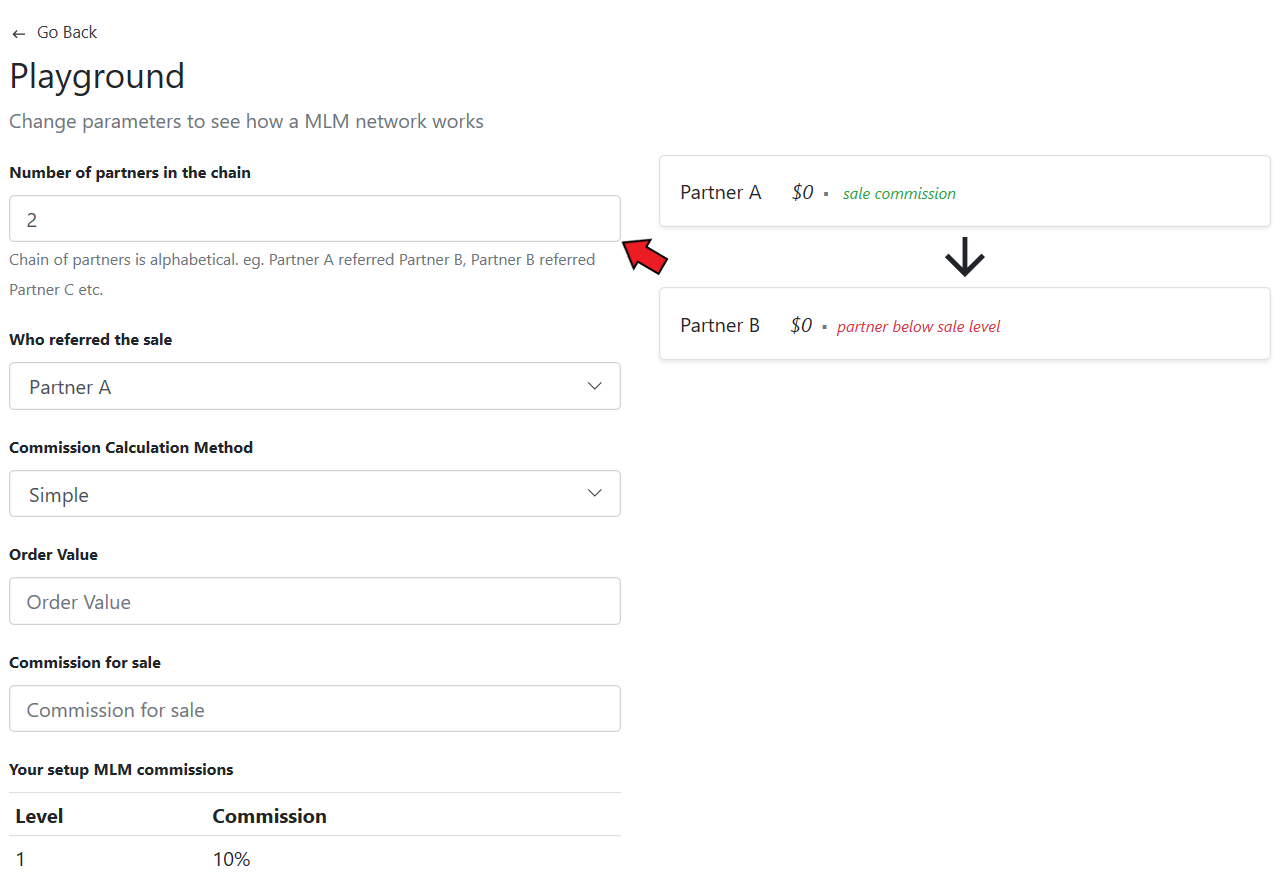 ← Go Back
Playground
Change parameters to see how a MLM network works
Number of partners in the chain
2
Chain of partners is alphabetical. eg. Partner A referred Partner B, Partner B referred
Partner C etc.
Who referred the sale
Partner A
Commission Calculation Method
Simple
Order Value
Order Value
Commission for sale
Commission for sale
Your setup MLM commissions
Level Commission
1 10%
Partner A $0 ▪ sale commission
Partner B $0 ▪ partner below sale level